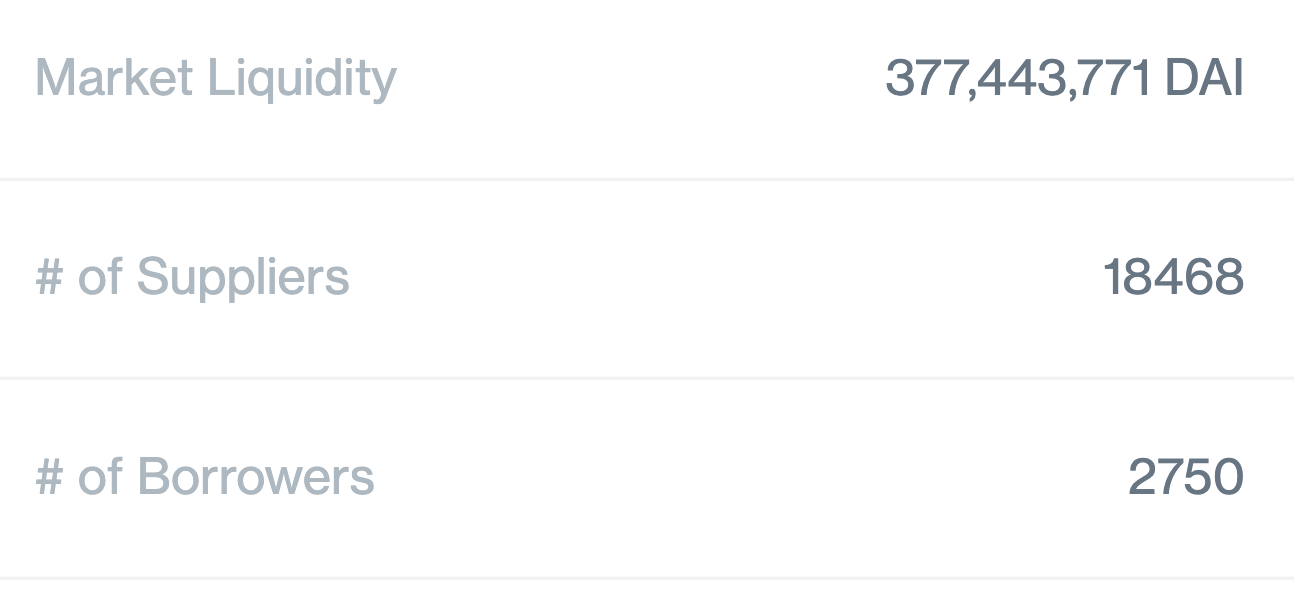 Market Liquidity 377,443,771 DAI
# of Suppliers 18468
# of Borrowers 2750